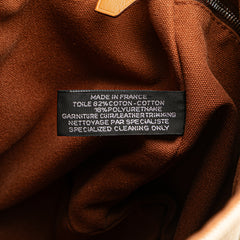 MADE IN FRANCE
TOILE 82% COTON - COTTON
18% POLYURETHANE
GARNITURE CUIR/LEATHER TRIMMING
NETTOYAGE PAR SPECIALISTE
SPECIALIZED CLEANING ONLY